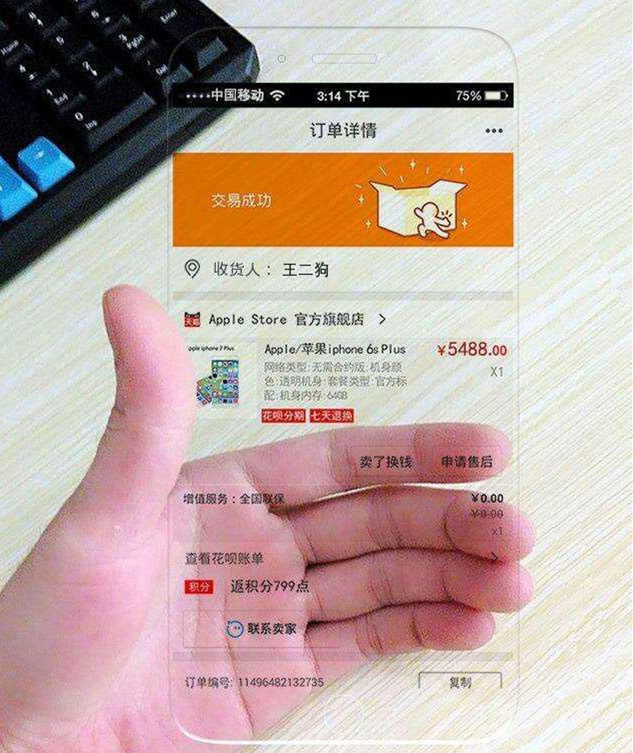 Home
End
PgUp
PgDn
Enter
Ins
Del
中国移动 3:14 下午 75%
订单详情
交易成功
收货人： 王二狗
天猫 Apple Store 官方旗舰店 >
Apple iphone 7 Plus
Apple/苹果iphone 6s Plus ¥5488.00
网络类型:无需合约版:机身颜 X1
色:透明机身:套餐类型:官方标
配:机身内存:64GB
花呗分期 七天退换
卖了换钱 申请售后
增值服务：全国联保 ¥0.00
¥0.00
x1
查看花呗账单
积分 返积分799点
联系卖家
订单编号: 11496482132735 复制